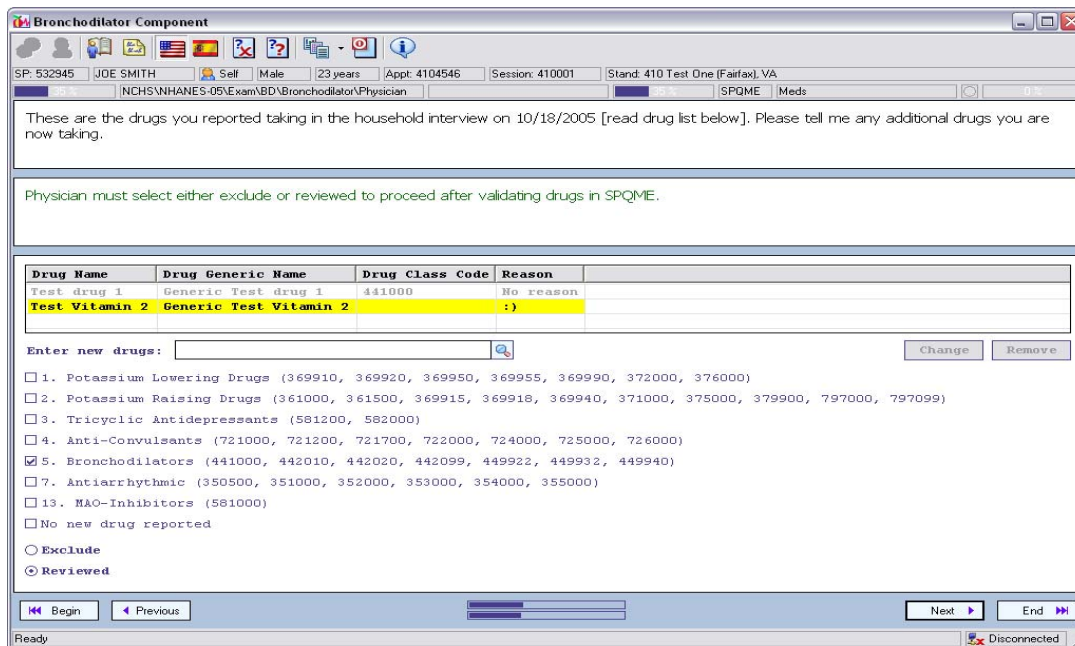 Bronchodilator Component
SP: 532945 JOE SMITH Self Male 23 years Appt: 4104546 Session: 410001 Stand: 410 Test One (Fairfax), VA
35 % NCHS\NHANES-05\Exam\BD\Bronchodilator\Physician 35 % SPQME Meds 0 %
These are the drugs you reported taking in the household interview on 10/18/2005 [read drug list below]. Please tell me any additional drugs you are
now taking.
Physician must select either exclude or reviewed to proceed after validating drugs in SPQME.
Drug Name Drug Generic Name Drug Class Code Reason
Test drug 1 Generic Test drug 1 441000 No reason
Test Vitamin 2 Generic Test Vitamin 2 :)
Enter new drugs: Change Remove
1. Potassium Lowering Drugs (369910, 369920, 369950, 369955, 369990, 372000, 376000)
2. Potassium Raising Drugs (361000, 361500, 369915, 369918, 369940, 371000, 375000, 379900, 797000, 797099)
3. Tricyclic Antidepressants (581200, 582000)
4. Anti-Convulsants (721000, 721200, 721700, 722000, 724000, 725000, 726000)
5. Bronchodilators (441000, 442010, 442020, 442099, 449922, 449932, 449940)
7. Antiarrhythmic (350500, 351000, 352000, 353000, 354000, 355000)
13. MAO-Inhibitors (581000)
No new drug reported
Exclude
Reviewed
Begin Previous Next End
Ready Disconnected